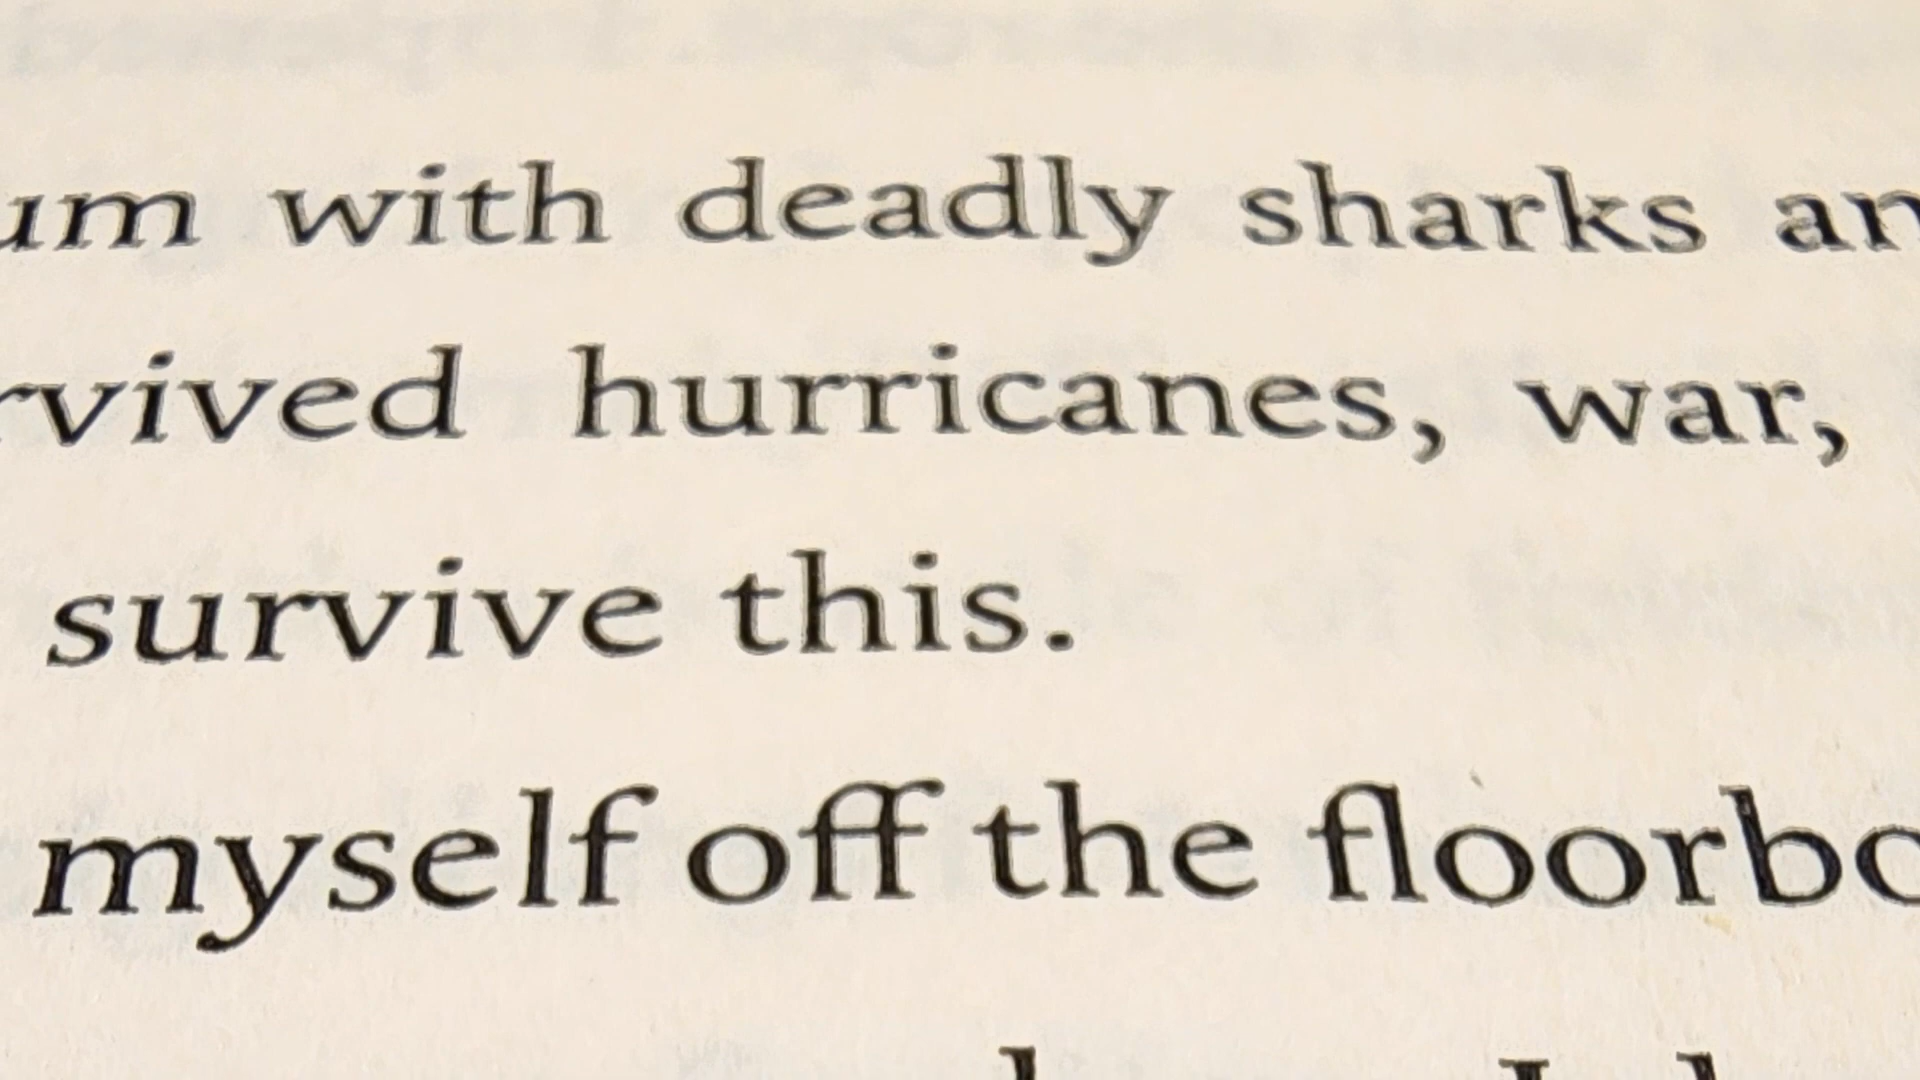 um with deadly sharks an
rvived hurricanes, war,
survive this.
myself off the floorbo